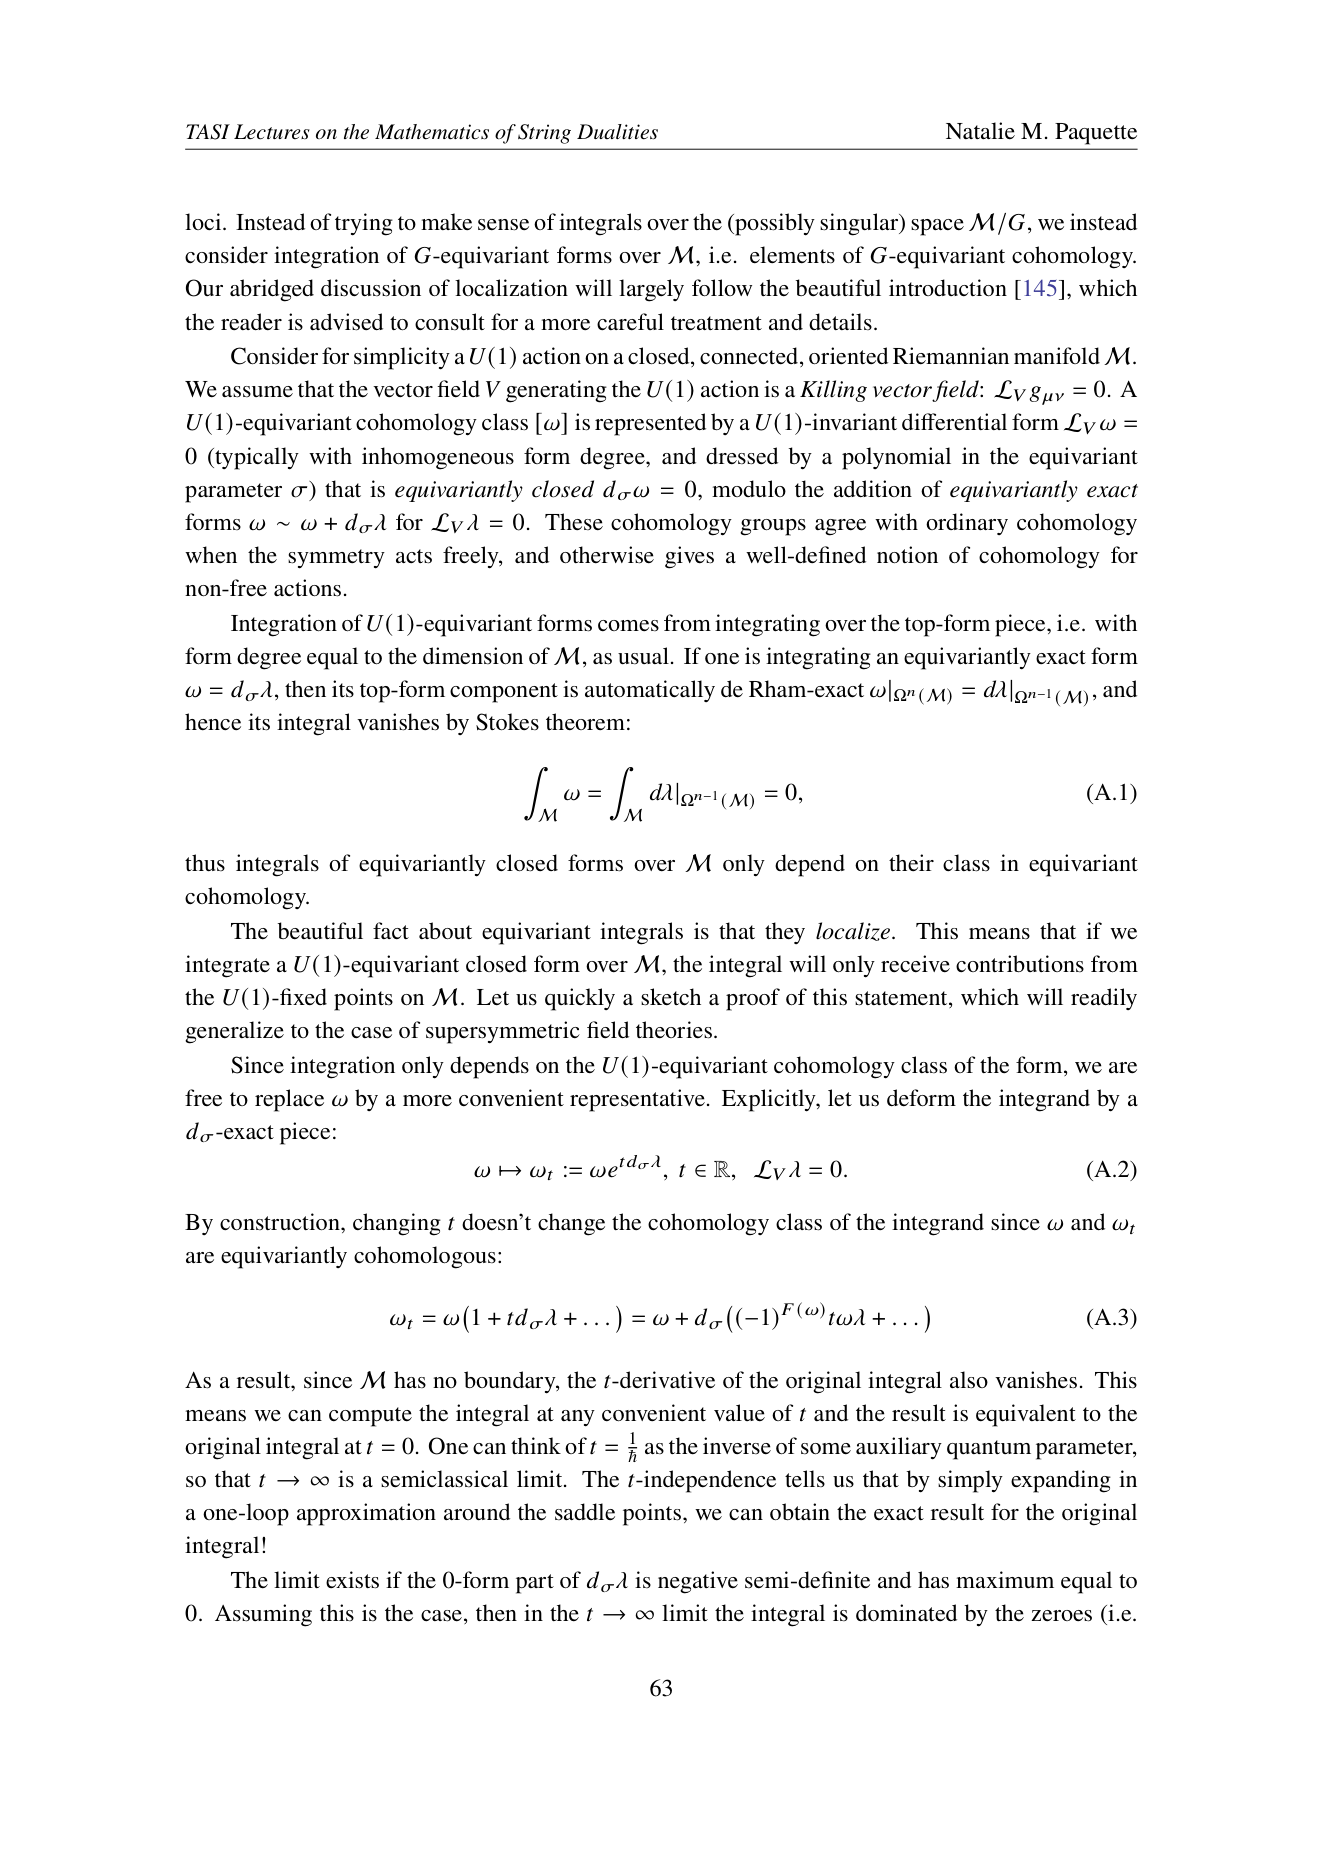 TASI Lectures on the Mathematics of String Dualities Natalie M. Paquette
loci. Instead of trying to make sense of integrals over the (possibly singular) space ℳ/G, we instead
consider integration of G-equivariant forms over ℳ, i.e. elements of G-equivariant cohomology.
Our abridged discussion of localization will largely follow the beautiful introduction [145], which
the reader is advised to consult for a more careful treatment and details.
Consider for simplicity a U(1) action on a closed, connected, oriented Riemannian manifold ℳ.
We assume that the vector field V generating the U(1) action is a Killing vector field: ℒ_V g_{μν} = 0. A
U(1)-equivariant cohomology class [ω] is represented by a U(1)-invariant differential form ℒ_V ω =
0 (typically with inhomogeneous form degree, and dressed by a polynomial in the equivariant
parameter σ) that is equivariantly closed d_σω = 0, modulo the addition of equivariantly exact
forms ω ∼ ω + d_σλ for ℒ_V λ = 0. These cohomology groups agree with ordinary cohomology
when the symmetry acts freely, and otherwise gives a well-defined notion of cohomology for
non-free actions.
Integration of U(1)-equivariant forms comes from integrating over the top-form piece, i.e. with
form degree equal to the dimension of ℳ, as usual. If one is integrating an equivariantly exact form
ω = d_σλ, then its top-form component is automatically de Rham-exact ω|_{Ω^n(ℳ)} = dλ|_{Ω^{n−1}(ℳ)}, and
hence its integral vanishes by Stokes theorem:
∫_ℳ ω = ∫_ℳ dλ|_{Ω^{n−1}(ℳ)} = 0, (A.1)
thus integrals of equivariantly closed forms over ℳ only depend on their class in equivariant
cohomology.
The beautiful fact about equivariant integrals is that they localize. This means that if we
integrate a U(1)-equivariant closed form over ℳ, the integral will only receive contributions from
the U(1)-fixed points on ℳ. Let us quickly a sketch a proof of this statement, which will readily
generalize to the case of supersymmetric field theories.
Since integration only depends on the U(1)-equivariant cohomology class of the form, we are
free to replace ω by a more convenient representative. Explicitly, let us deform the integrand by a
d_σ-exact piece:
ω ↦ ω_t := ωe^{td_σλ}, t ∈ ℝ, ℒ_V λ = 0. (A.2)
By construction, changing t doesn't change the cohomology class of the integrand since ω and ω_t
are equivariantly cohomologous:
ω_t = ω(1 + td_σλ + . . .) = ω + d_σ((−1)^{F(ω)}tωλ + . . .) (A.3)
As a result, since ℳ has no boundary, the t-derivative of the original integral also vanishes. This
means we can compute the integral at any convenient value of t and the result is equivalent to the
original integral at t = 0. One can think of t = 1/ℏ as the inverse of some auxiliary quantum parameter,
so that t → ∞ is a semiclassical limit. The t-independence tells us that by simply expanding in
a one-loop approximation around the saddle points, we can obtain the exact result for the original
integral!
The limit exists if the 0-form part of d_σλ is negative semi-definite and has maximum equal to
0. Assuming this is the case, then in the t → ∞ limit the integral is dominated by the zeroes (i.e.
63